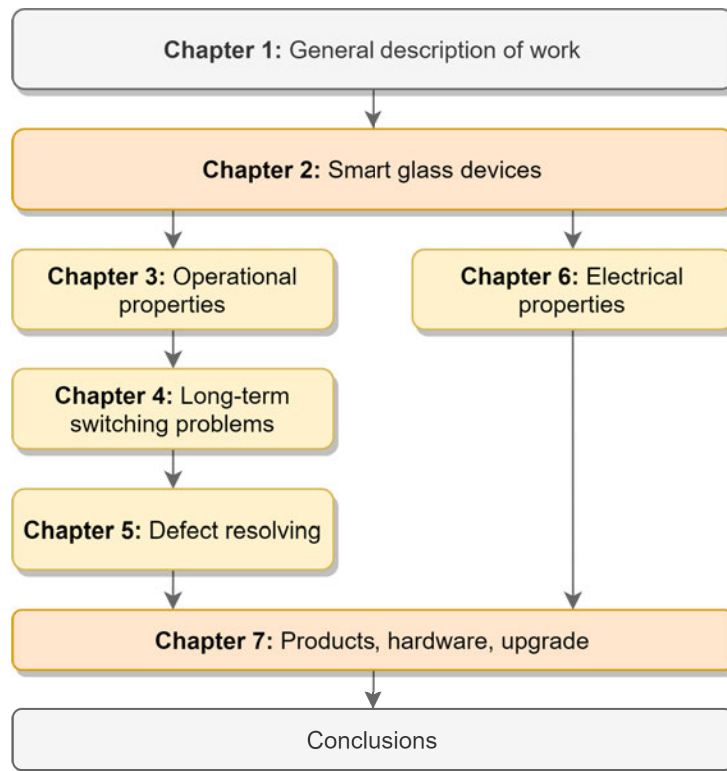 Chapter 1: General description of work
Chapter 2: Smart glass devices
Chapter 3: Operational
properties
Chapter 6: Electrical
properties
Chapter 4: Long-term
switching problems
Chapter 5: Defect resolving
Chapter 7: Products, hardware, upgrade
Conclusions